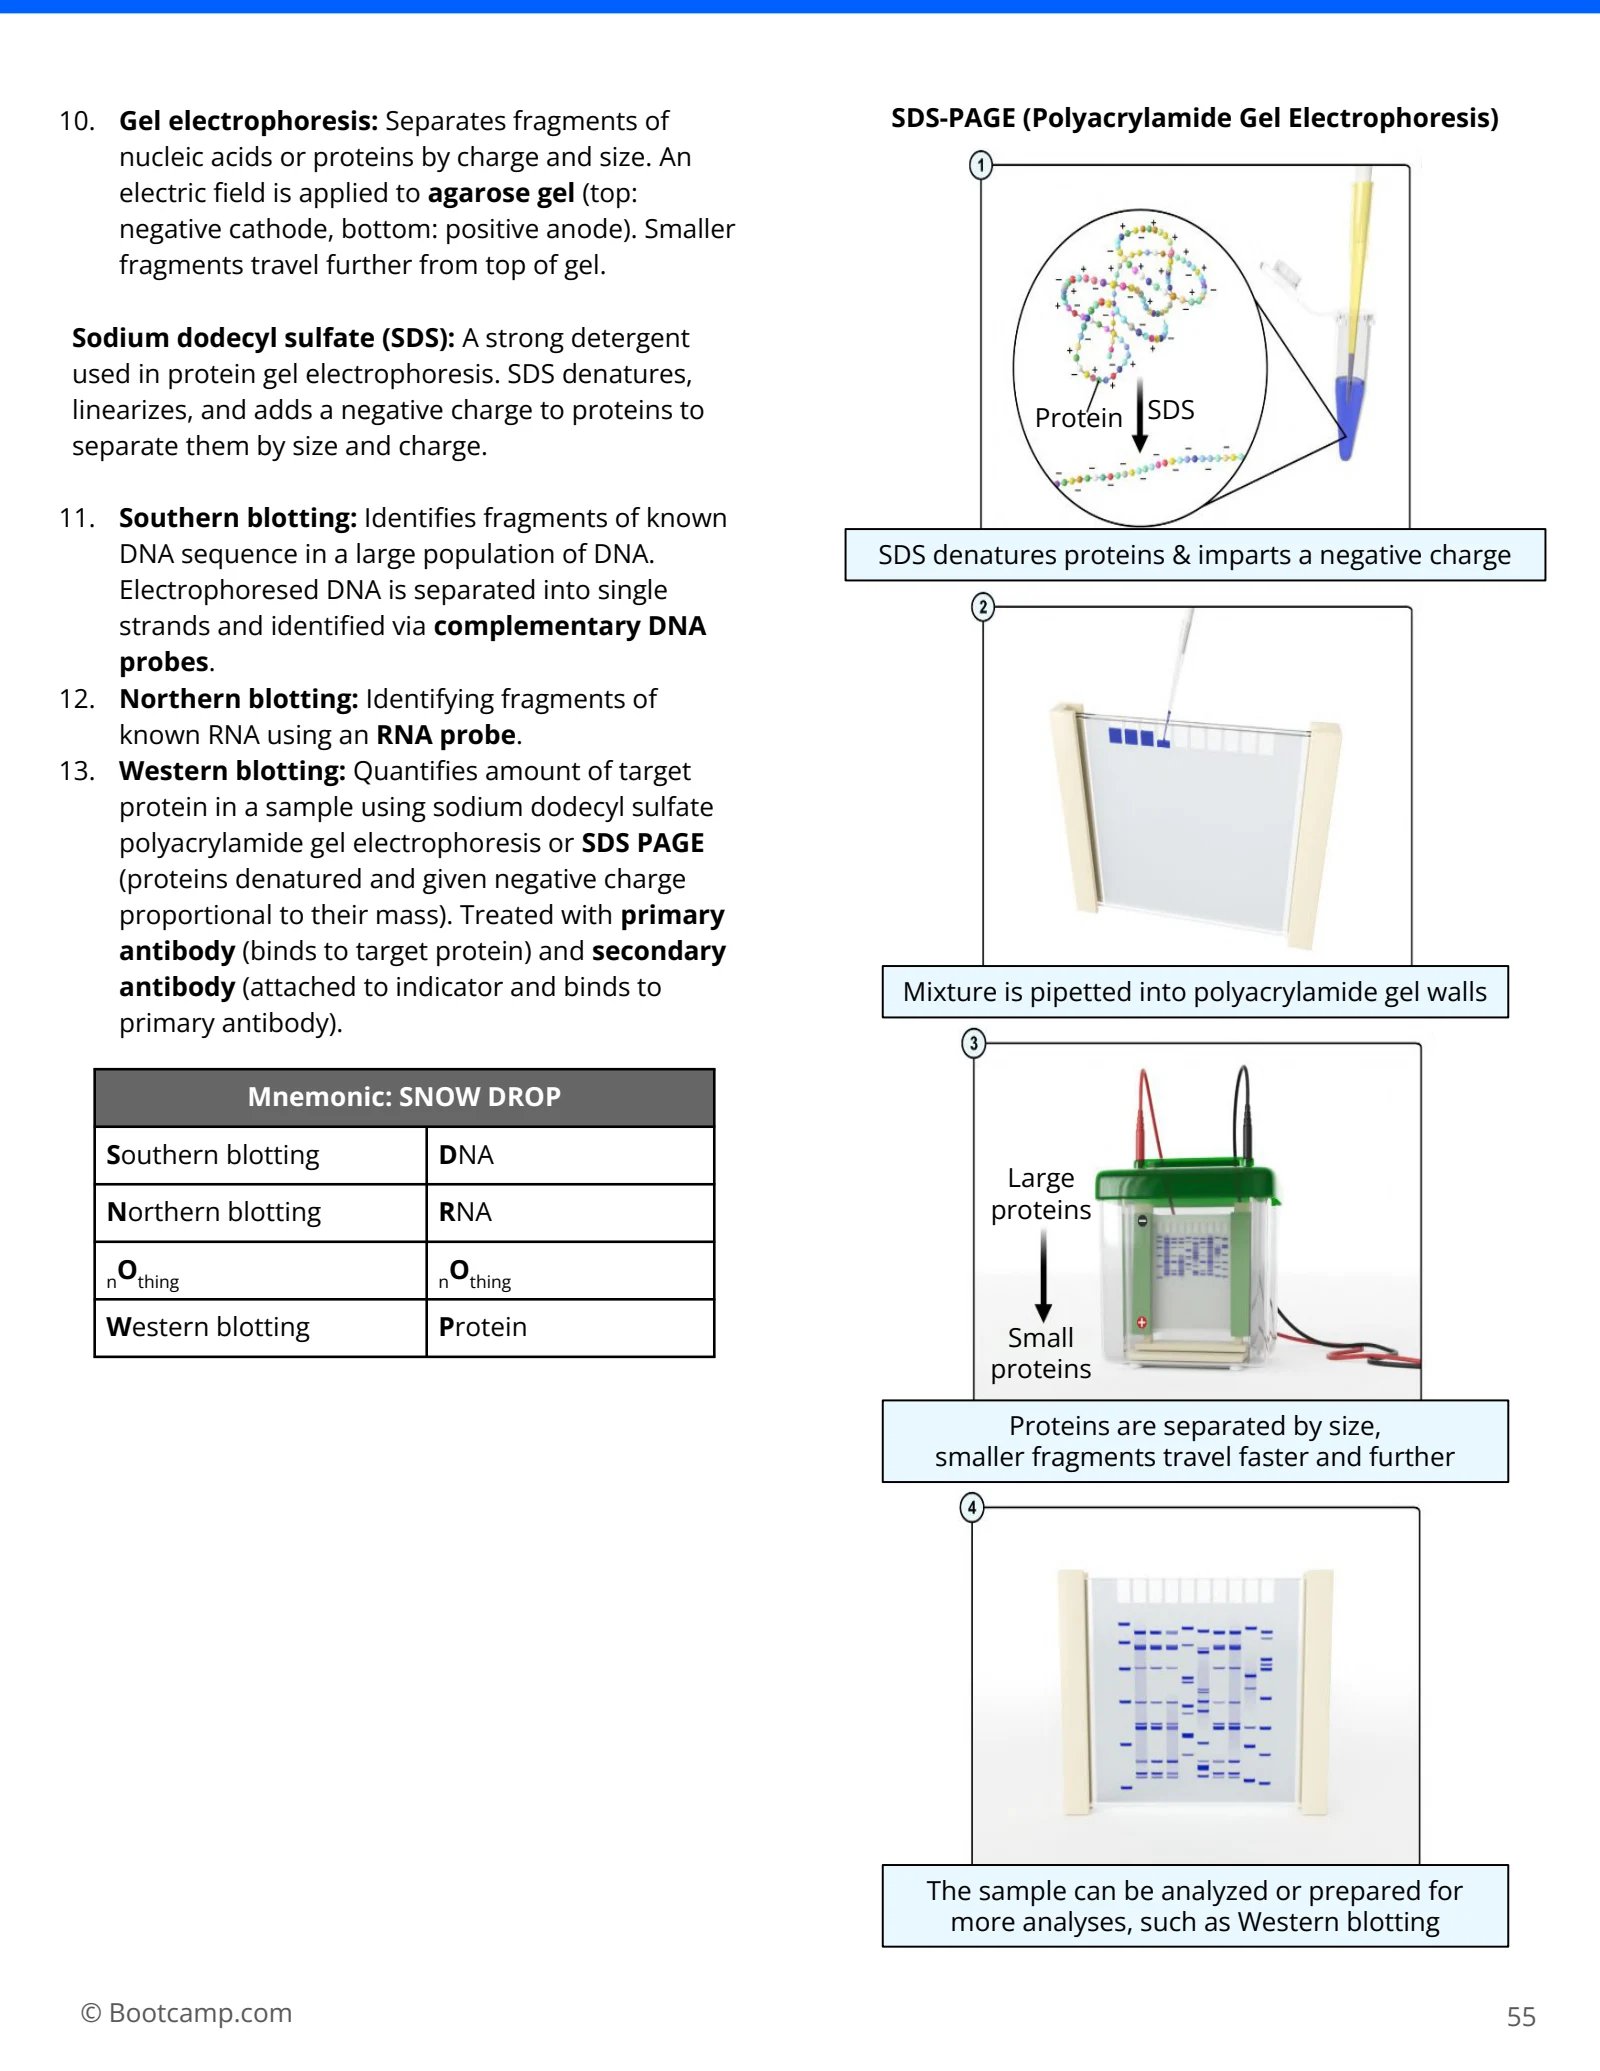 10. Gel electrophoresis: Separates fragments of
nucleic acids or proteins by charge and size. An
electric field is applied to agarose gel (top:
negative cathode, bottom: positive anode). Smaller
fragments travel further from top of gel.
Sodium dodecyl sulfate (SDS): A strong detergent
used in protein gel electrophoresis. SDS denatures,
linearizes, and adds a negative charge to proteins to
separate them by size and charge.
11. Southern blotting: Identifies fragments of known
DNA sequence in a large population of DNA.
Electrophoresed DNA is separated into single
strands and identified via complementary DNA
probes.
12. Northern blotting: Identifying fragments of
known RNA using an RNA probe.
13. Western blotting: Quantifies amount of target
protein in a sample using sodium dodecyl sulfate
polyacrylamide gel electrophoresis or SDS PAGE
(proteins denatured and given negative charge
proportional to their mass). Treated with primary
antibody (binds to target protein) and secondary
antibody (attached to indicator and binds to
primary antibody).
Mnemonic: SNOW DROP
Southern blotting DNA
Northern blotting RNA
nOthing nOthing
Western blotting Protein
SDS-PAGE (Polyacrylamide Gel Electrophoresis)
1
Protein SDS
SDS denatures proteins & imparts a negative charge
2
Mixture is pipetted into polyacrylamide gel walls
3
Large
proteins
Small
proteins
Proteins are separated by size,
smaller fragments travel faster and further
4
The sample can be analyzed or prepared for
more analyses, such as Western blotting
© Bootcamp.com
55